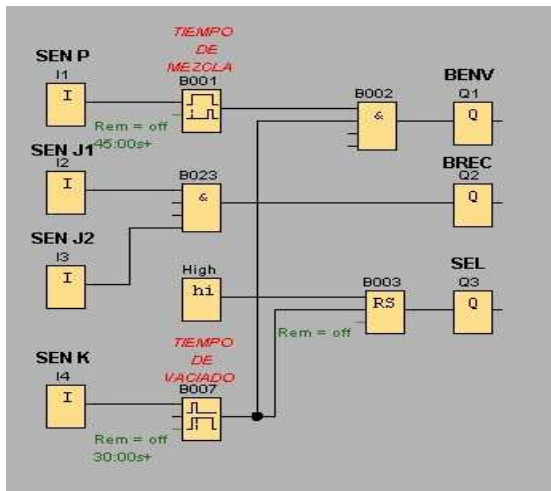 TIEMPO
DE
MEZCLA
SEN P
I1
I
B001
Rem = off
45:00s+
B002
&
BENV
Q1
Q
SEN J1
I2
I
B023
&
BREC
Q2
Q
SEN J2
I3
I
High
hi
B003
RS
Rem = off
SEL
Q3
Q
TIEMPO
DE
VACIADO
SEN K
I4
I
B007
Rem = off
30:00s+